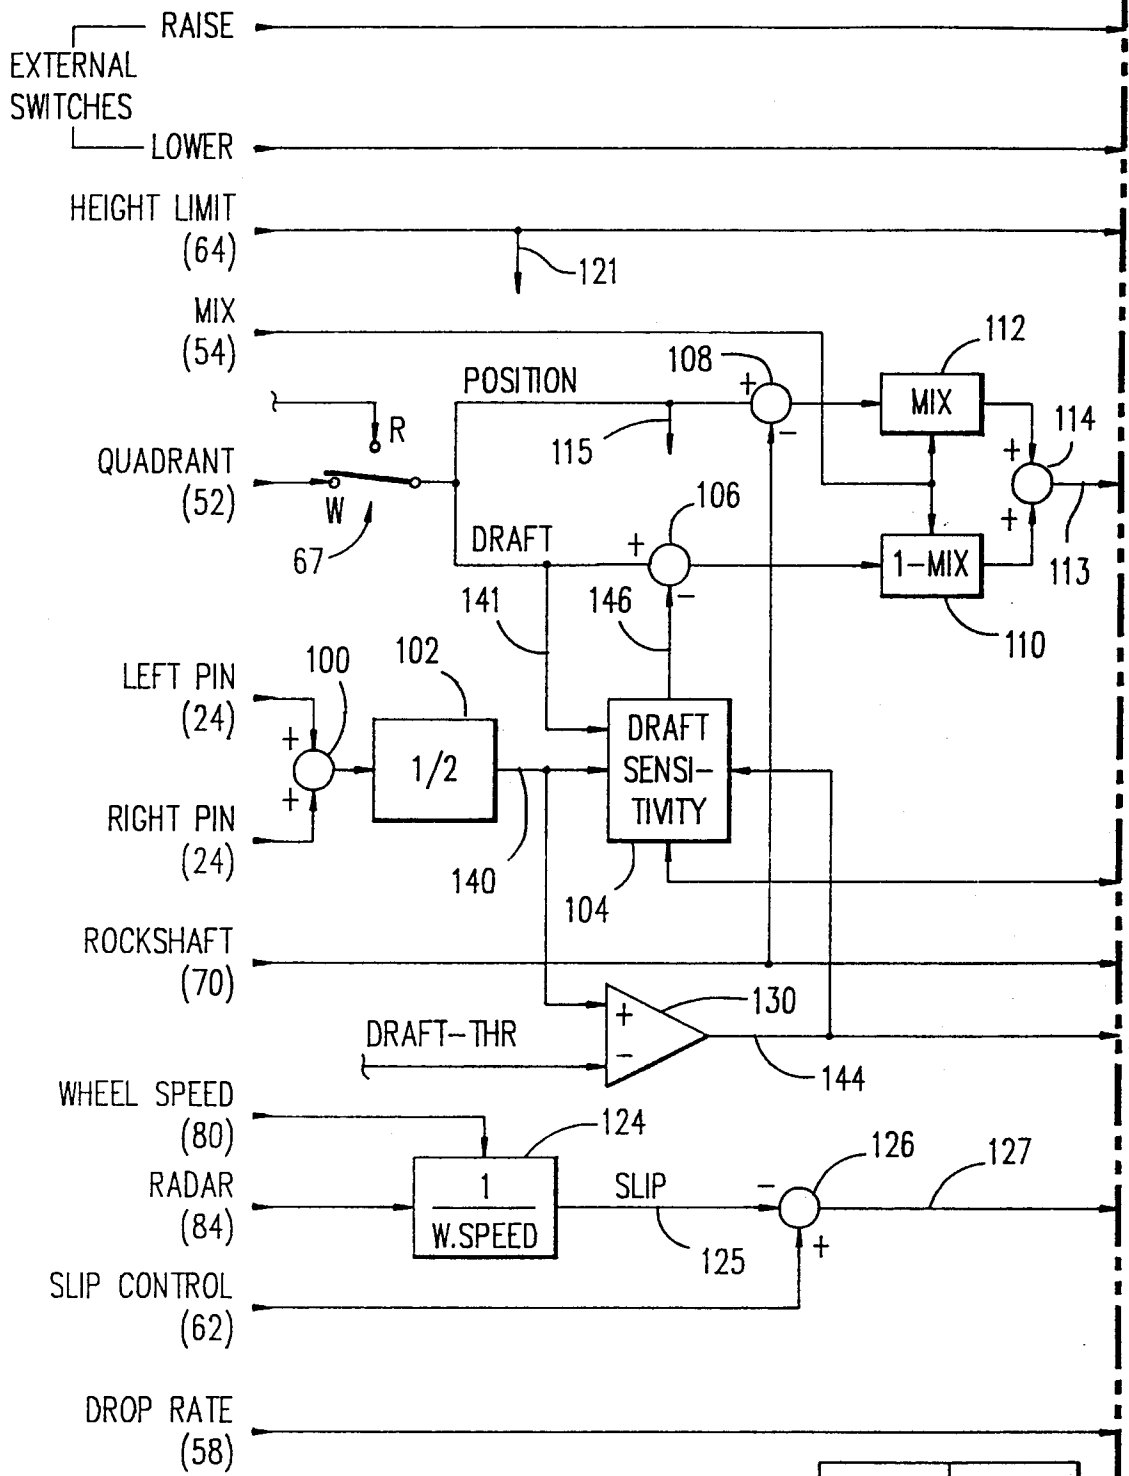 RAISE
EXTERNAL
SWITCHES
LOWER
HEIGHT LIMIT
(64)
121
MIX
(54)
112
108
POSITION
+
MIX
114
R
-
+
115
QUADRANT
(52)
W
106
67
DRAFT
+
+
1-MIX
113
141
146
-
110
LEFT PIN
(24)
100
102
+
1/2
DRAFT
SENSI-
TIVITY
+
RIGHT PIN
(24)
140
104
ROCKSHAFT
(70)
130
DRAFT-THR
+
-
144
WHEEL SPEED
(80)
124
126
127
RADAR
(84)
1
W.SPEED
SLIP
-
125
+
SLIP CONTROL
(62)
DROP RATE
(58)